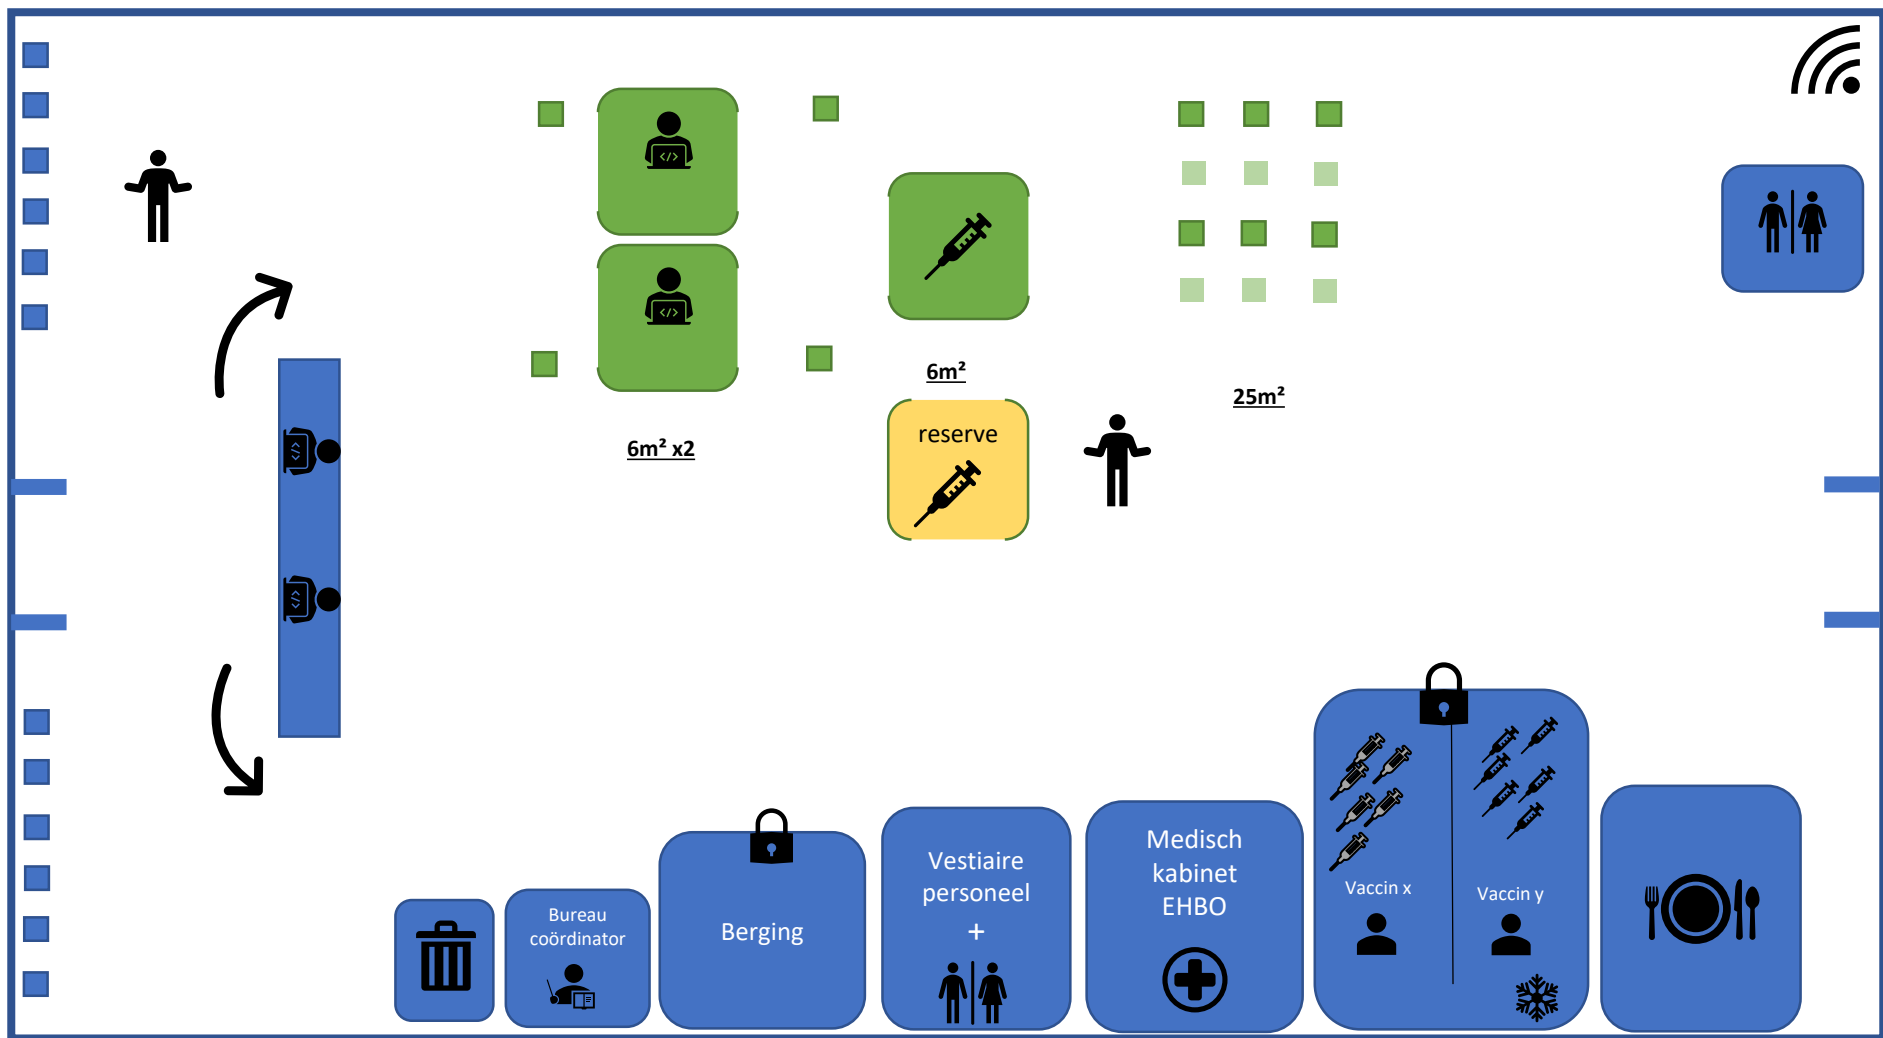 6m²
25m²
reserve
6m² x2
Medisch
kabinet
EHBO
Vestiaire
personeel
+
Vaccin x
Vaccin y
Bureau
coördinator
Berging